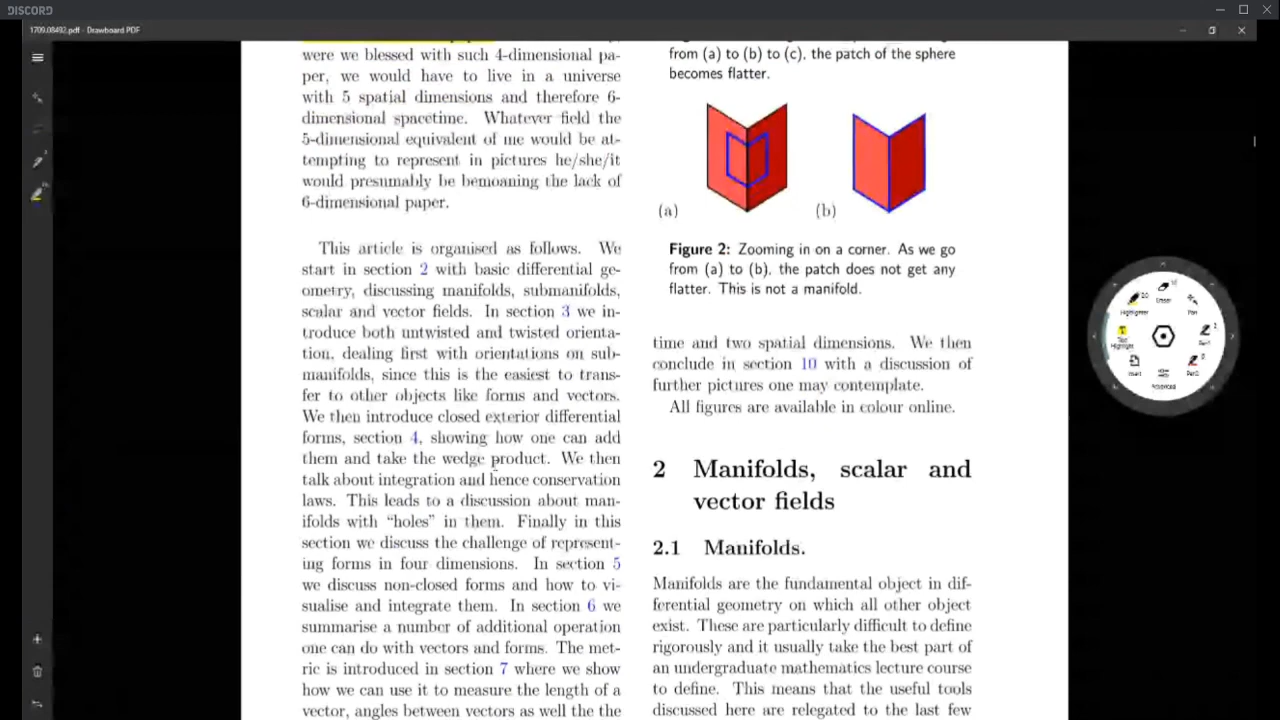 DISCORD
1709.08492.pdf - Drawboard PDF
were we blessed with such 4-dimensional pa-
per, we would have to live in a universe
with 5 spatial dimensions and therefore 6-
dimensional spacetime. Whatever field the
5-dimensional equivalent of me would be at-
tempting to represent in pictures he/she/it
would presumably be bemoaning the lack of
6-dimensional paper.
This article is organised as follows. We
start in section 2 with basic differential ge-
ometry, discussing manifolds, submanifolds,
scalar and vector fields. In section 3 we in-
troduce both untwisted and twisted orienta-
tion, dealing first with orientations on sub-
manifolds, since this is the easiest to trans-
fer to other objects like forms and vectors.
We then introduce closed exterior differential
forms, section 4, showing how one can add
them and take the wedge product. We then
talk about integration and hence conservation
laws. This leads to a discussion about man-
ifolds with “holes” in them. Finally in this
section we discuss the challenge of represent-
ing forms in four dimensions. In section 5
we discuss non-closed forms and how to vi-
sualise and integrate them. In section 6 we
summarise a number of additional operation
one can do with vectors and forms. The met-
ric is introduced in section 7 where we show
how we can use it to measure the length of a
vector, angles between vectors as well the the
from (a) to (b) to (c), the patch of the sphere
becomes flatter.
(a) (b)
Figure 2: Zooming in on a corner. As we go
from (a) to (b), the patch does not get any
flatter. This is not a manifold.
time and two spatial dimensions. We then
conclude in section 10 with a discussion of
further pictures one may contemplate.
All figures are available in colour online.
2 Manifolds, scalar and
vector fields
2.1 Manifolds.
Manifolds are the fundamental object in dif-
ferential geometry on which all other object
exist. These are particularly difficult to define
rigorously and it usually take the best part of
an undergraduate mathematics lecture course
to define. This means that the useful tools
discussed here are relegated to the last few
Eraser
Highlighter
Pen
Text Highlight
Insert
Advanced